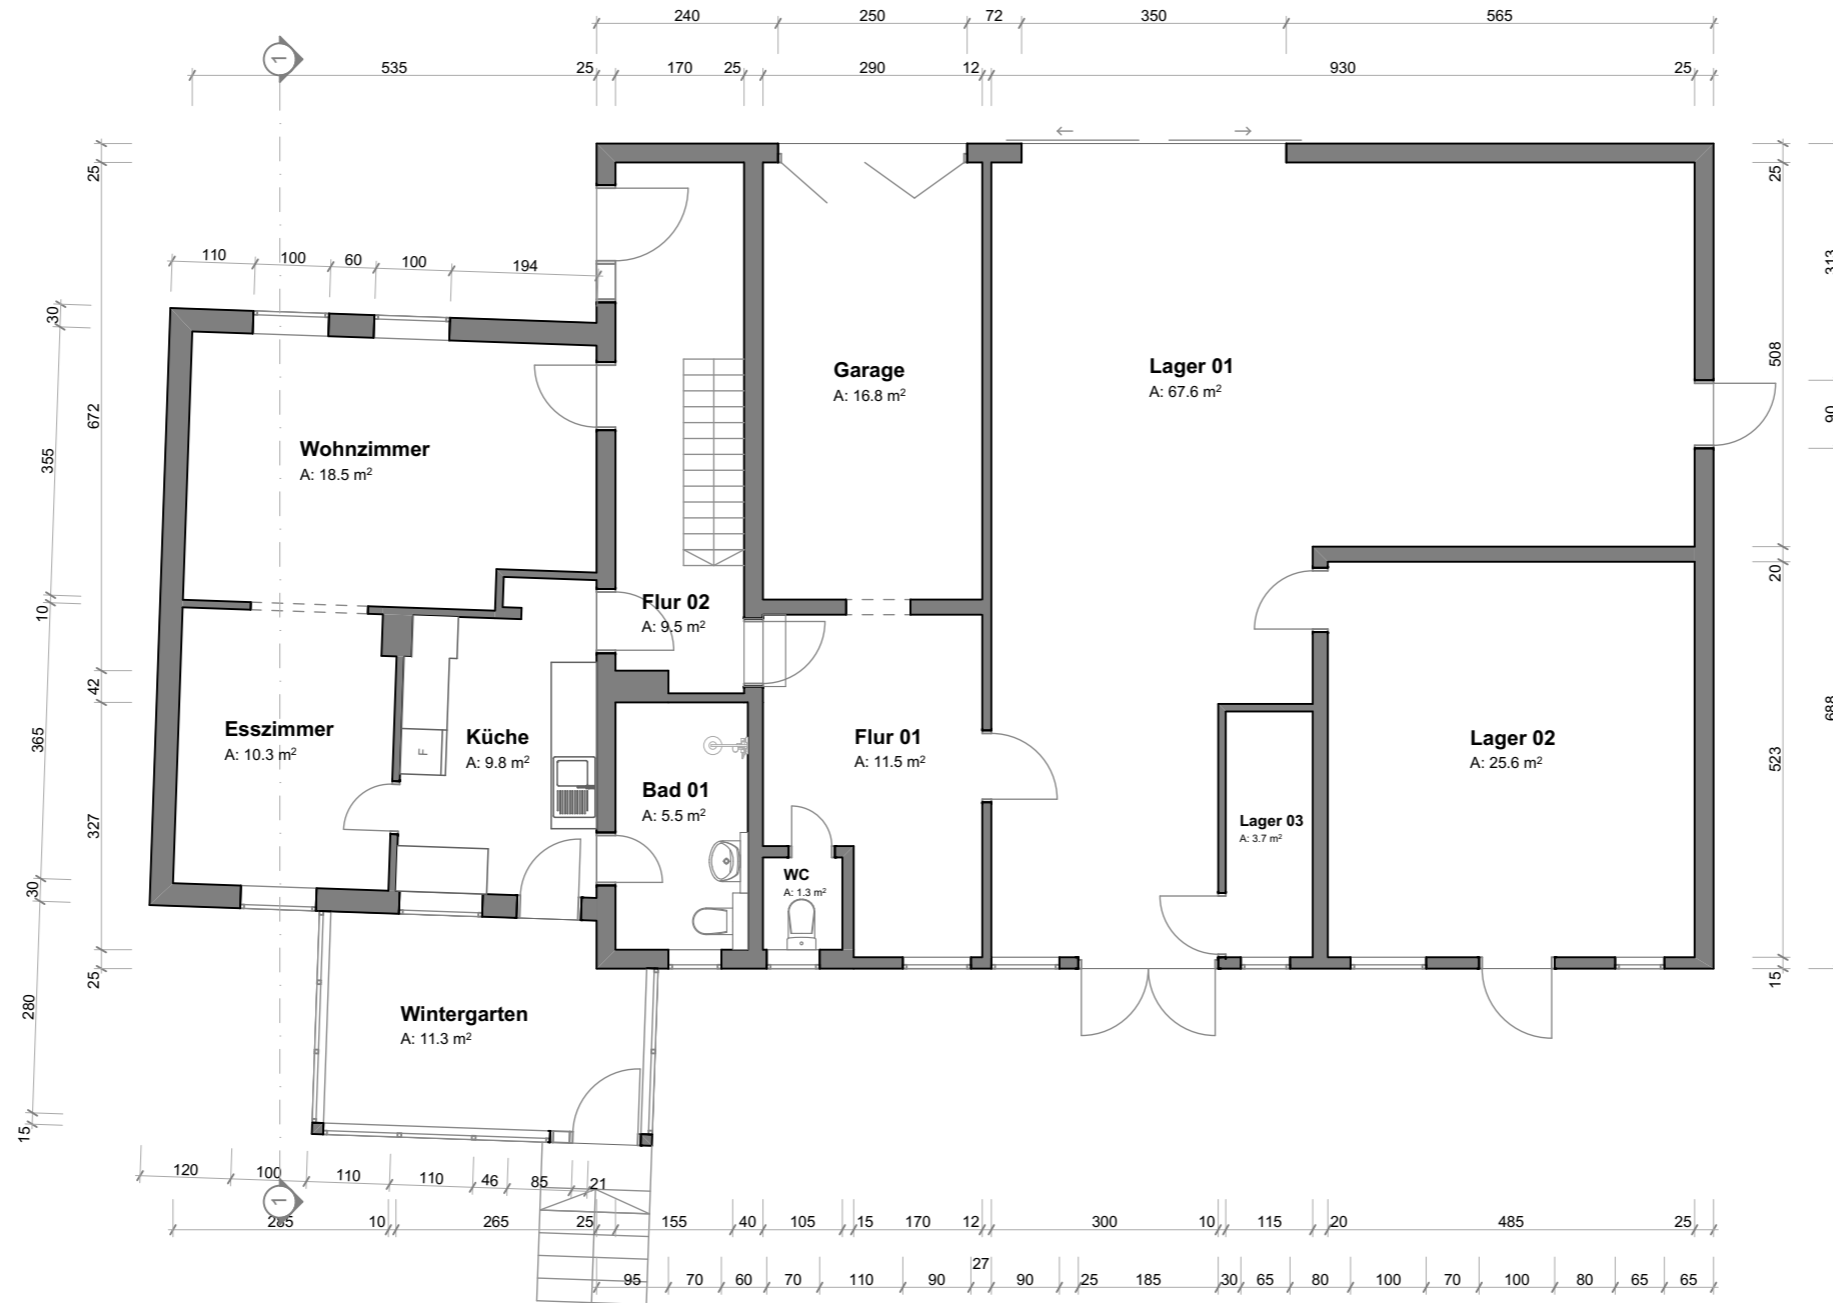 240 250 72 350 565
1 535 25 170 25 290 12 930 25
25 672 42 327 25
110 100 60 100 194
30 355 10 365 30 280 15
25 508 20 523 15
313 90 688
Garage
A: 16.8 m²
Lager 01
A: 67.6 m²
Wohnzimmer
A: 18.5 m²
Flur 02
A: 9.5 m²
Esszimmer
A: 10.3 m²
Küche
A: 9.8 m²
F
Flur 01
A: 11.5 m²
Lager 02
A: 25.6 m²
Bad 01
A: 5.5 m²
Lager 03
A: 3.7 m²
WC
A: 1.3 m²
Wintergarten
A: 11.3 m²
120 100 110 110 46 85 21
1
285 10 265 25 155 40 105 15 170 12 300 10 115 20 485 25
95 70 60 70 110 90 27 90 25 185 30 65 80 100 70 100 80 65 65